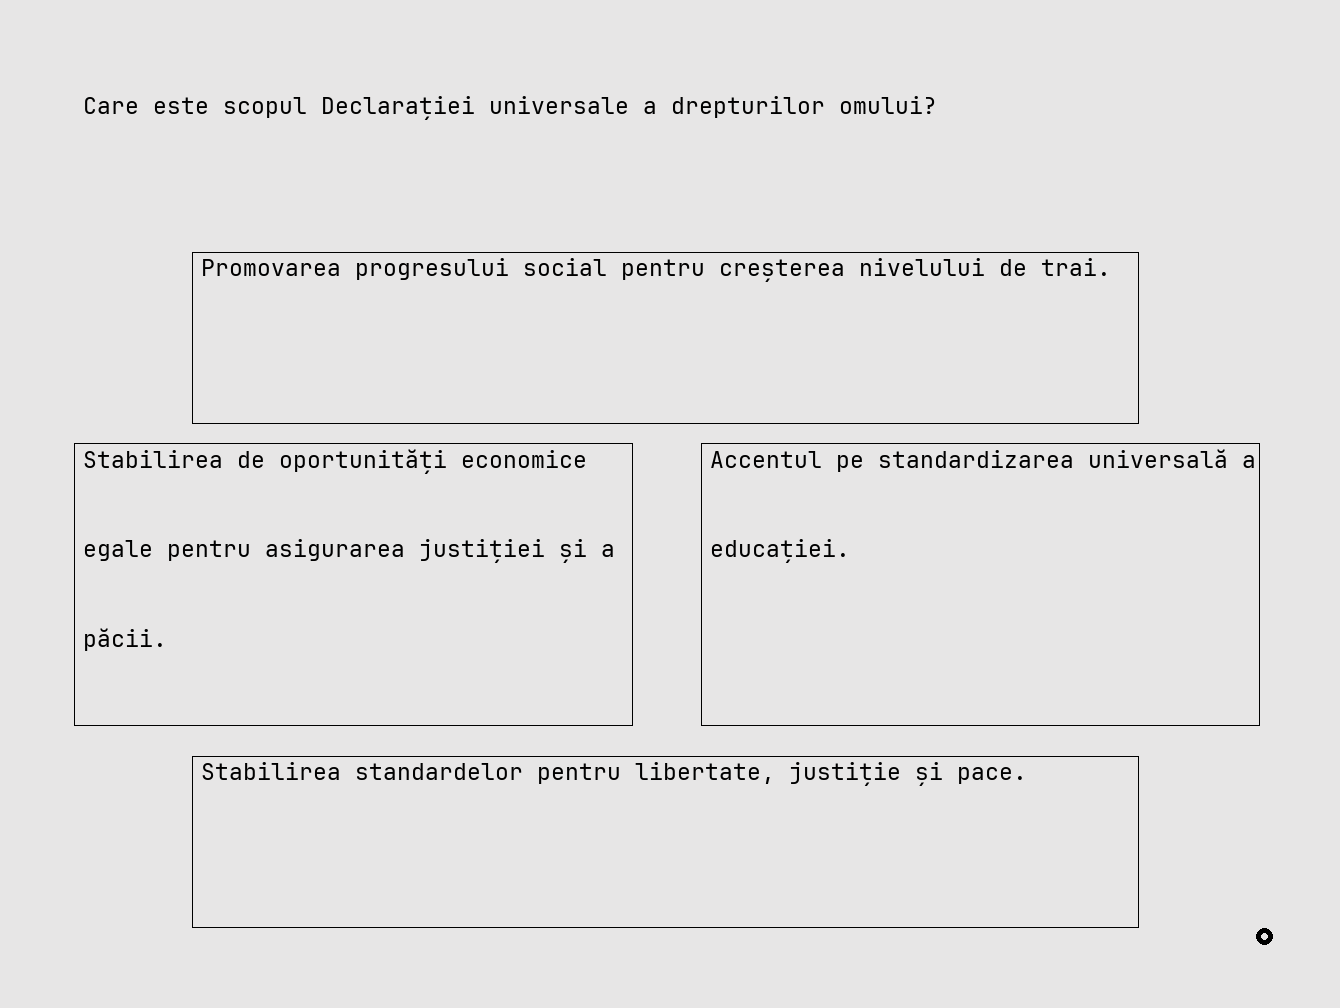 Care este scopul Declarației universale a drepturilor omului?
Promovarea progresului social pentru creșterea nivelului de trai.
Stabilirea de oportunități economice
egale pentru asigurarea justiției și a
păcii.
Accentul pe standardizarea universală a
educației.
Stabilirea standardelor pentru libertate, justiție și pace.